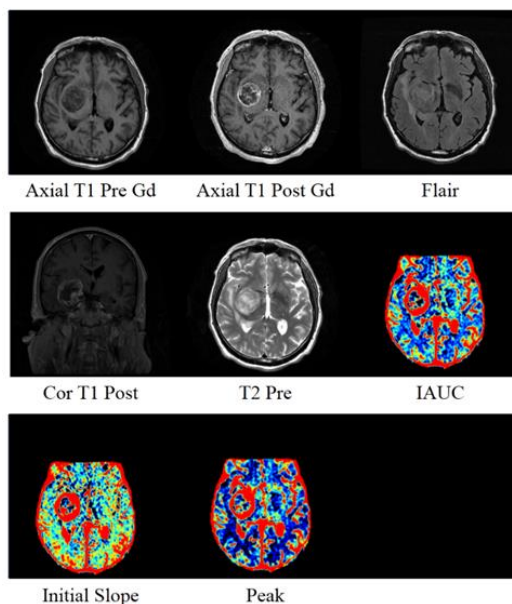 Axial T1 Pre Gd
Axial T1 Post Gd
Flair
Cor T1 Post
T2 Pre
IAUC
Initial Slope
Peak